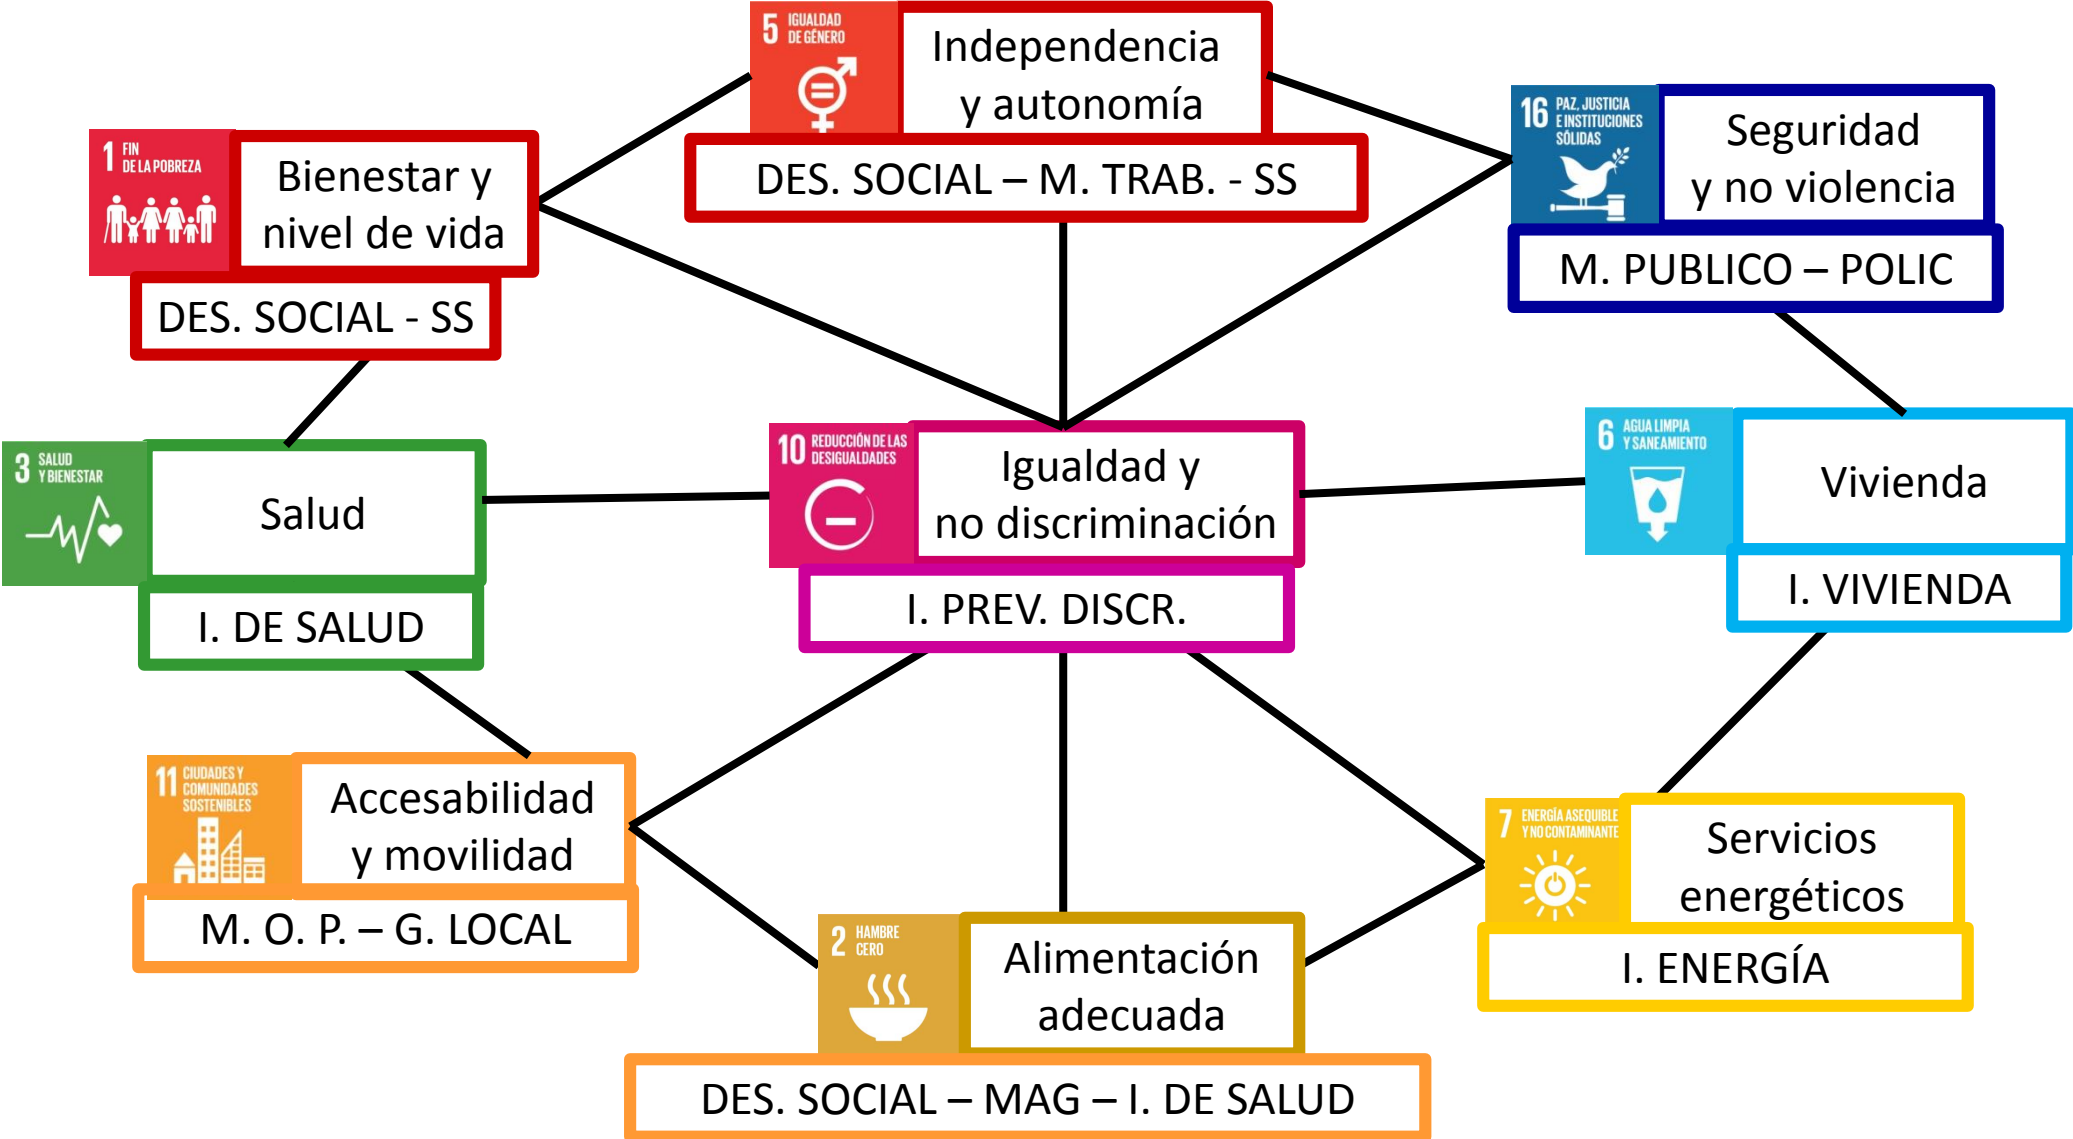 5 IGUALDAD
DE GÉNERO
Independencia
y autonomía
DES. SOCIAL – M. TRAB. - SS
16 PAZ, JUSTICIA
E INSTITUCIONES
SÓLIDAS
Seguridad
y no violencia
M. PUBLICO – POLIC
1 FIN
DE LA POBREZA
Bienestar y
nivel de vida
DES. SOCIAL - SS
3 SALUD
Y BIENESTAR
Salud
I. DE SALUD
10 REDUCCIÓN DE LAS
DESIGUALDADES
Igualdad y
no discriminación
I. PREV. DISCR.
6 AGUA LIMPIA
Y SANEAMIENTO
Vivienda
I. VIVIENDA
11 CIUDADES Y
COMUNIDADES
SOSTENIBLES
Accesabilidad
y movilidad
M. O. P. – G. LOCAL
2 HAMBRE
CERO
Alimentación
adecuada
DES. SOCIAL – MAG – I. DE SALUD
7 ENERGÍA ASEQUIBLE
Y NO CONTAMINANTE
Servicios
energéticos
I. ENERGÍA